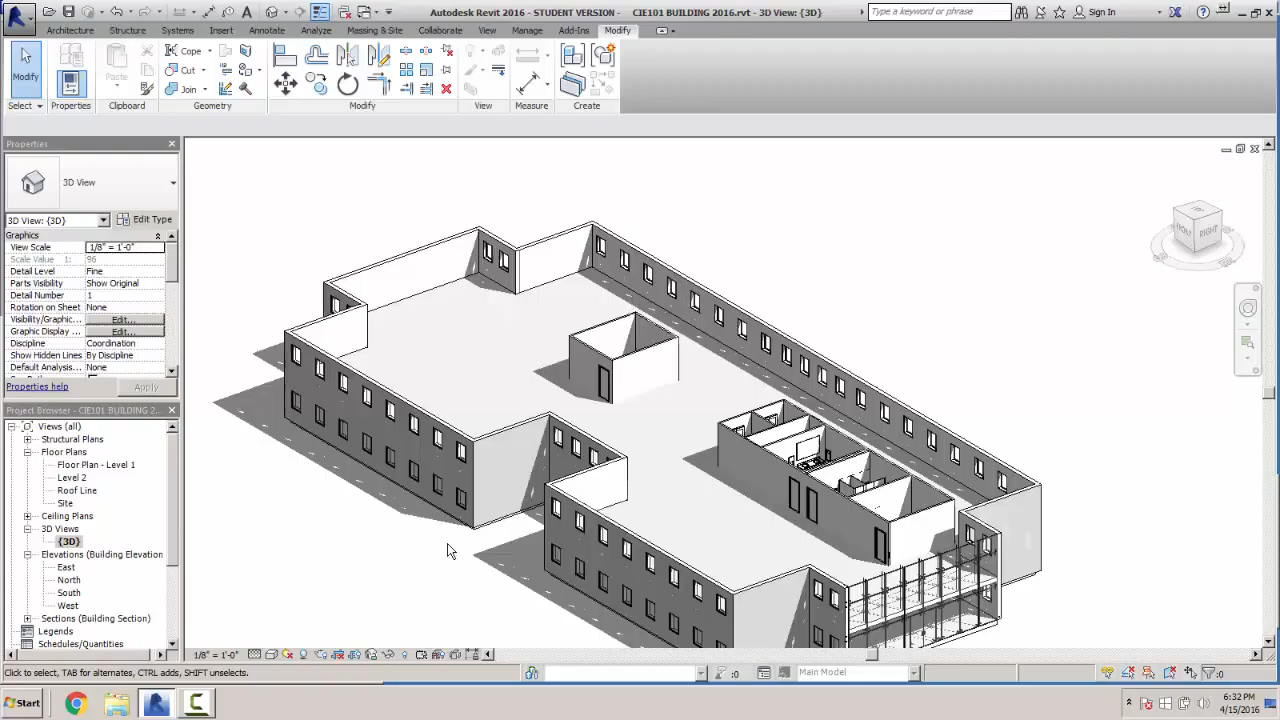 Autodesk Revit 2016 - STUDENT VERSION - CIE101 BUILDING 2016.rvt - 3D View: {3D}
Type a keyword or phrase
Sign In
Architecture Structure Systems Insert Annotate Analyze Massing & Site Collaborate View Manage Add-Ins Modify
Modify
Paste
Cope
Cut
Join
Select Properties Clipboard Geometry Modify View Measure Create
Properties
3D View
3D View: {3D} Edit Type
Graphics
View Scale 1/8" = 1'-0"
Scale Value 1: 96
Detail Level Fine
Parts Visibility Show Original
Detail Number 1
Rotation on Sheet None
Visibility/Graphic... Edit...
Graphic Display ... Edit...
Discipline Coordination
Show Hidden Lines By Discipline
Default Analysis... None
Properties help Apply
Project Browser - CIE101 BUILDING 2...
Views (all)
Structural Plans
Floor Plans
Floor Plan - Level 1
Level 2
Roof Line
Site
Ceiling Plans
3D Views
{3D}
Elevations (Building Elevation
East
North
South
West
Sections (Building Section)
Legends
Schedules/Quantities
FRONT RIGHT
1/8" = 1'-0"
Click to select, TAB for alternates, CTRL adds, SHIFT unselects.
:0
Main Model
:0
Start
6:32 PM
4/15/2016